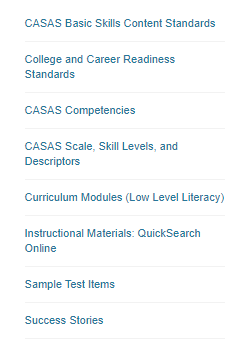 CASAS Basic Skills Content Standards
College and Career Readiness
Standards
CASAS Competencies
CASAS Scale, Skill Levels, and
Descriptors
Curriculum Modules (Low Level Literacy)
Instructional Materials: QuickSearch
Online
Sample Test Items
Success Stories